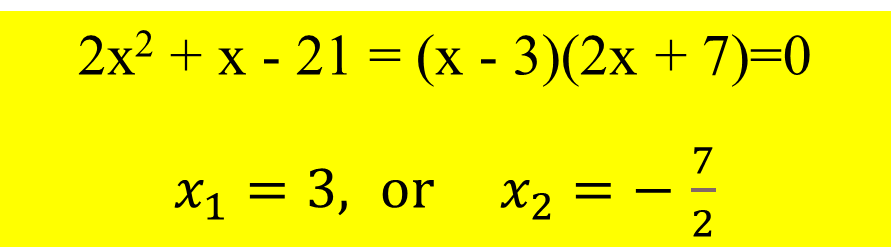 2x² + x - 21 = (x - 3)(2x + 7)=0
x₁ = 3, or x₂ = − 7/2